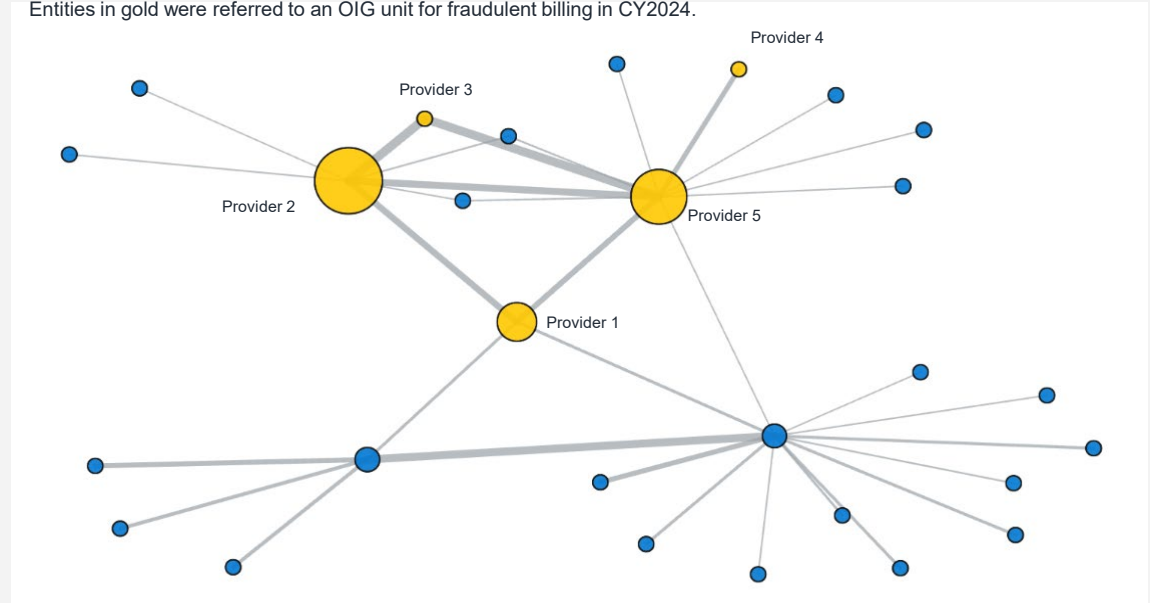 Entities in gold were referred to an OIG unit for fraudulent billing in CY2024.
Provider 4
Provider 3
Provider 2
Provider 5
Provider 1